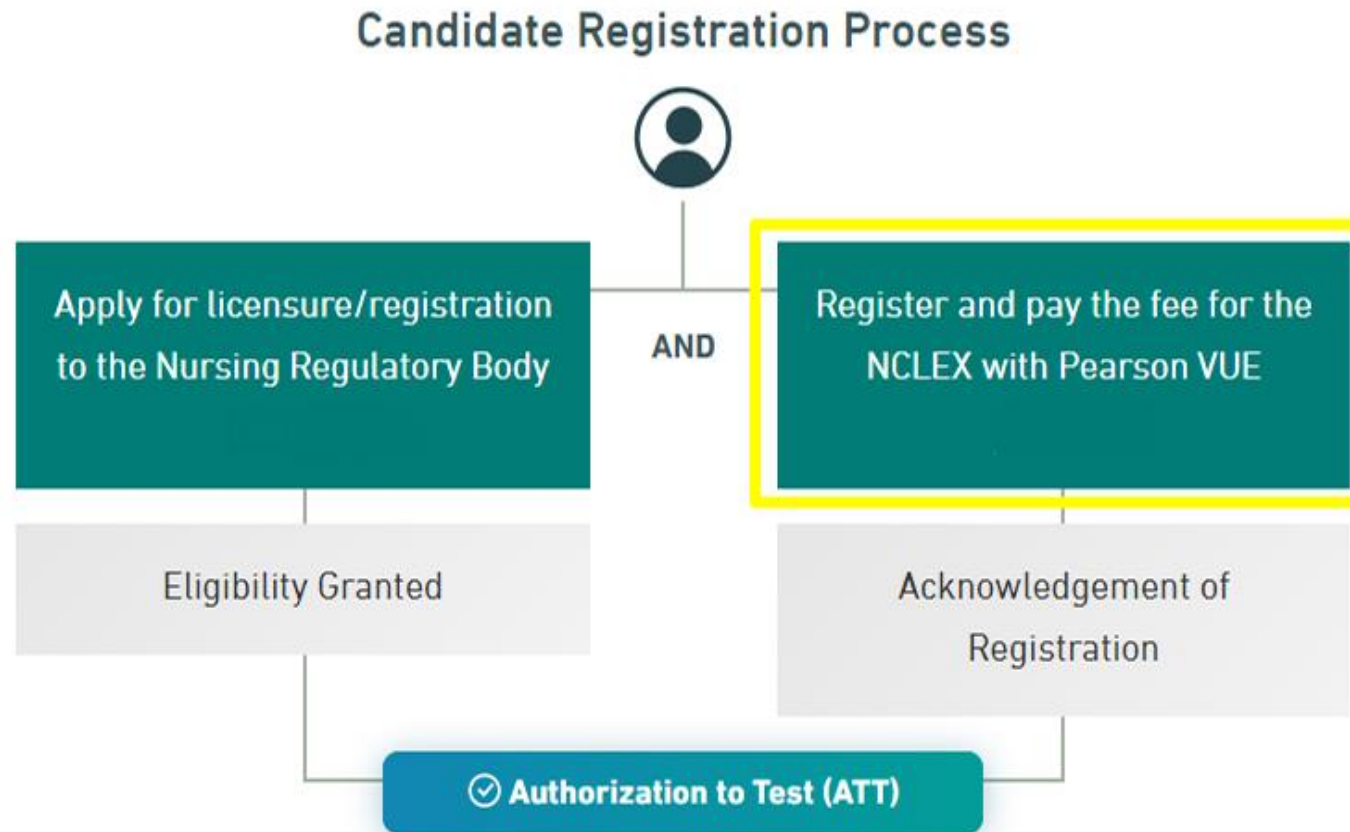 Candidate Registration Process
Apply for licensure/registration
to the Nursing Regulatory Body
AND
Register and pay the fee for the
NCLEX with Pearson VUE
Eligibility Granted
Acknowledgement of
Registration
Authorization to Test (ATT)